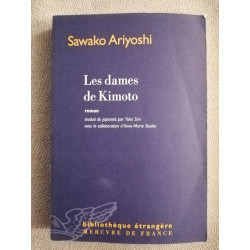 Sawako Ariyoshi
Les dames
de Kimoto
roman
traduit du japonais par Yoko Sim
avec la collaboration d'Anne-Marie Soulac
bibliothèque étrangère
MERCVRE DE FRANCE